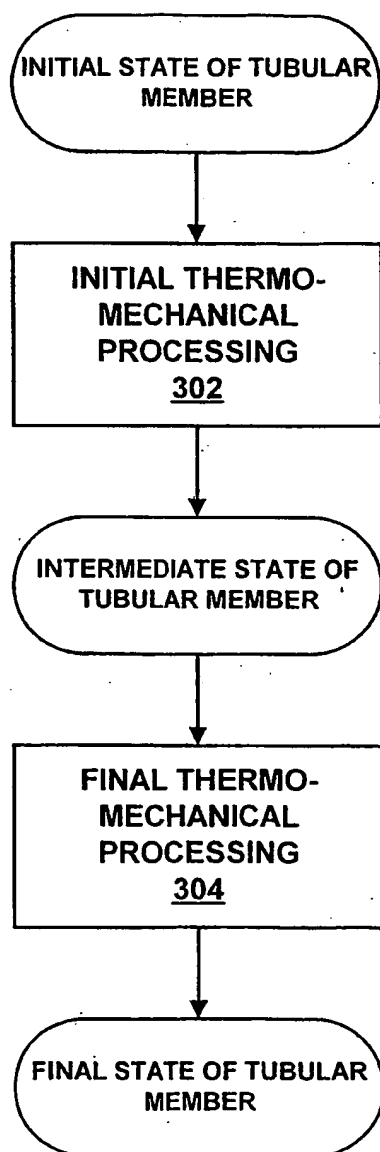 INITIAL STATE OF TUBULAR
MEMBER
INITIAL THERMO-
MECHANICAL
PROCESSING
302
INTERMEDIATE STATE OF
TUBULAR MEMBER
FINAL THERMO-
MECHANICAL
PROCESSING
304
FINAL STATE OF TUBULAR
MEMBER